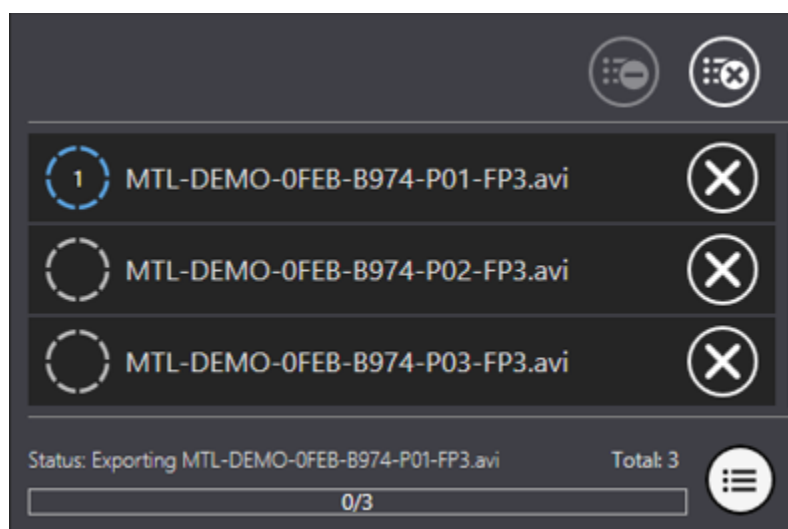 1 MTL-DEMO-0FEB-B974-P01-FP3.avi
MTL-DEMO-0FEB-B974-P02-FP3.avi
MTL-DEMO-0FEB-B974-P03-FP3.avi
Status: Exporting MTL-DEMO-0FEB-B974-P01-FP3.avi Total: 3
0/3